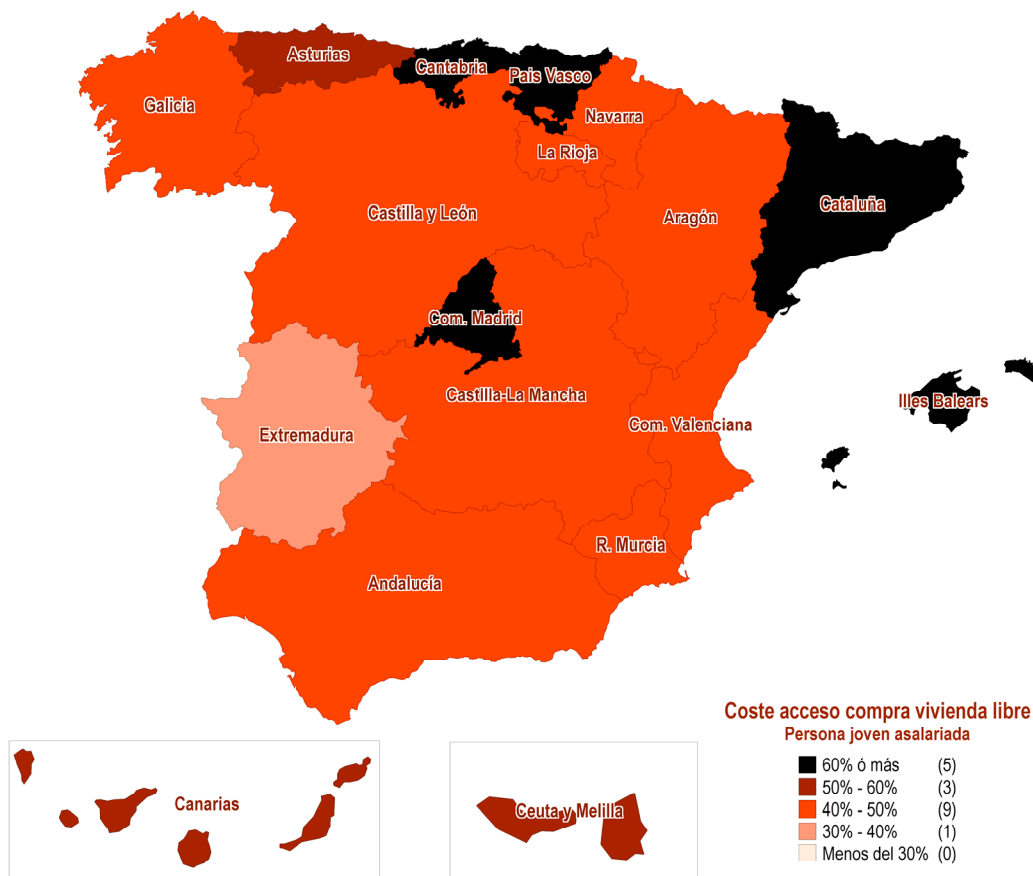 Asturias
Cantabria
Pais Vasco
Galicia
Navarra
La Rioja
Castilla y León
Aragón
Cataluña
Com. Madrid
Castilla-La Mancha
Illes Balears
Com. Valenciana
Extremadura
R. Murcia
Andalucía
Coste acceso compra vivienda libre
Persona joven asalariada
60% ó más (5)
50% - 60% (3)
40% - 50% (9)
30% - 40% (1)
Menos del 30% (0)
Canarias
Ceuta y Melilla